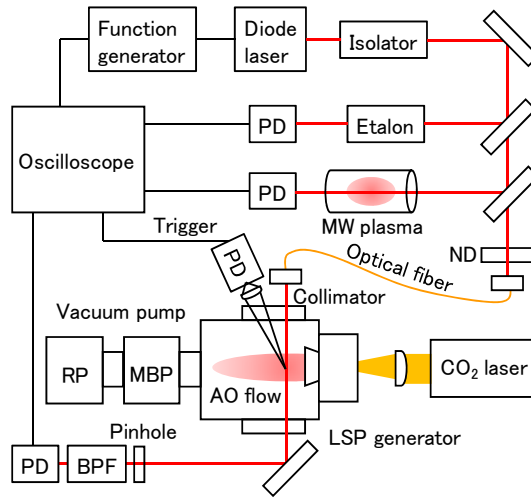 Function
generator
Diode
laser
Isolator
PD
Etalon
Oscilloscope
PD
MW plasma
Trigger
PD
ND
Optical fiber
Collimator
Vacuum pump
RP
MBP
AO flow
CO₂ laser
LSP generator
Pinhole
PD
BPF